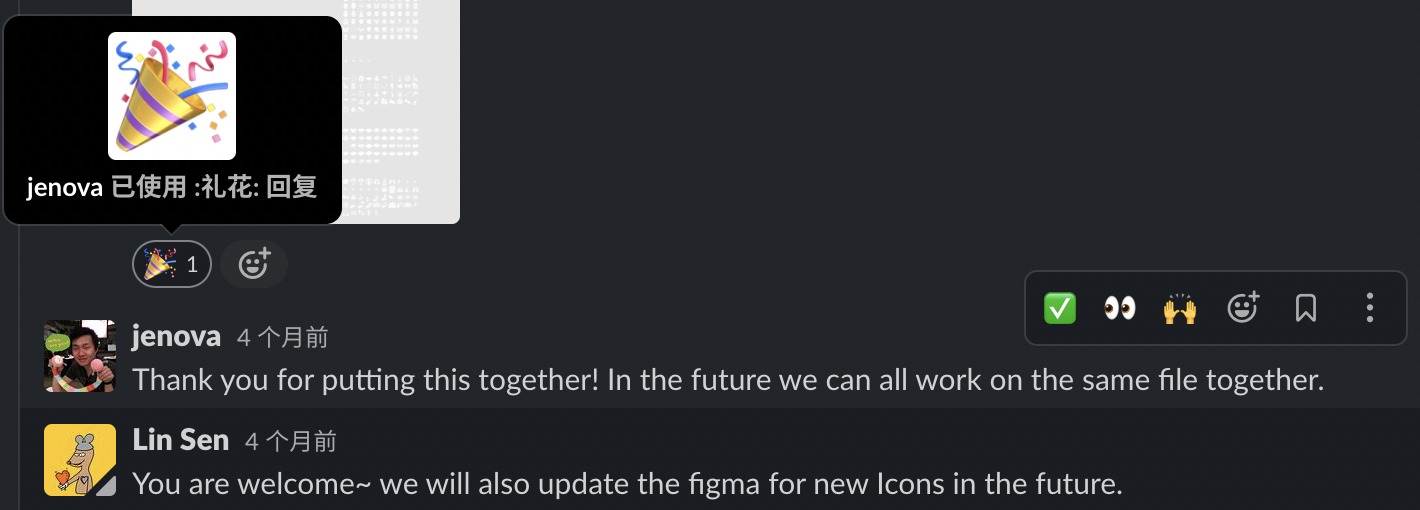 jenova 已使用 :礼花: 回复
1
jenova 4 个月前
Thank you for putting this together! In the future we can all work on the same file together.
Lin Sen 4 个月前
You are welcome~ we will also update the figma for new Icons in the future.